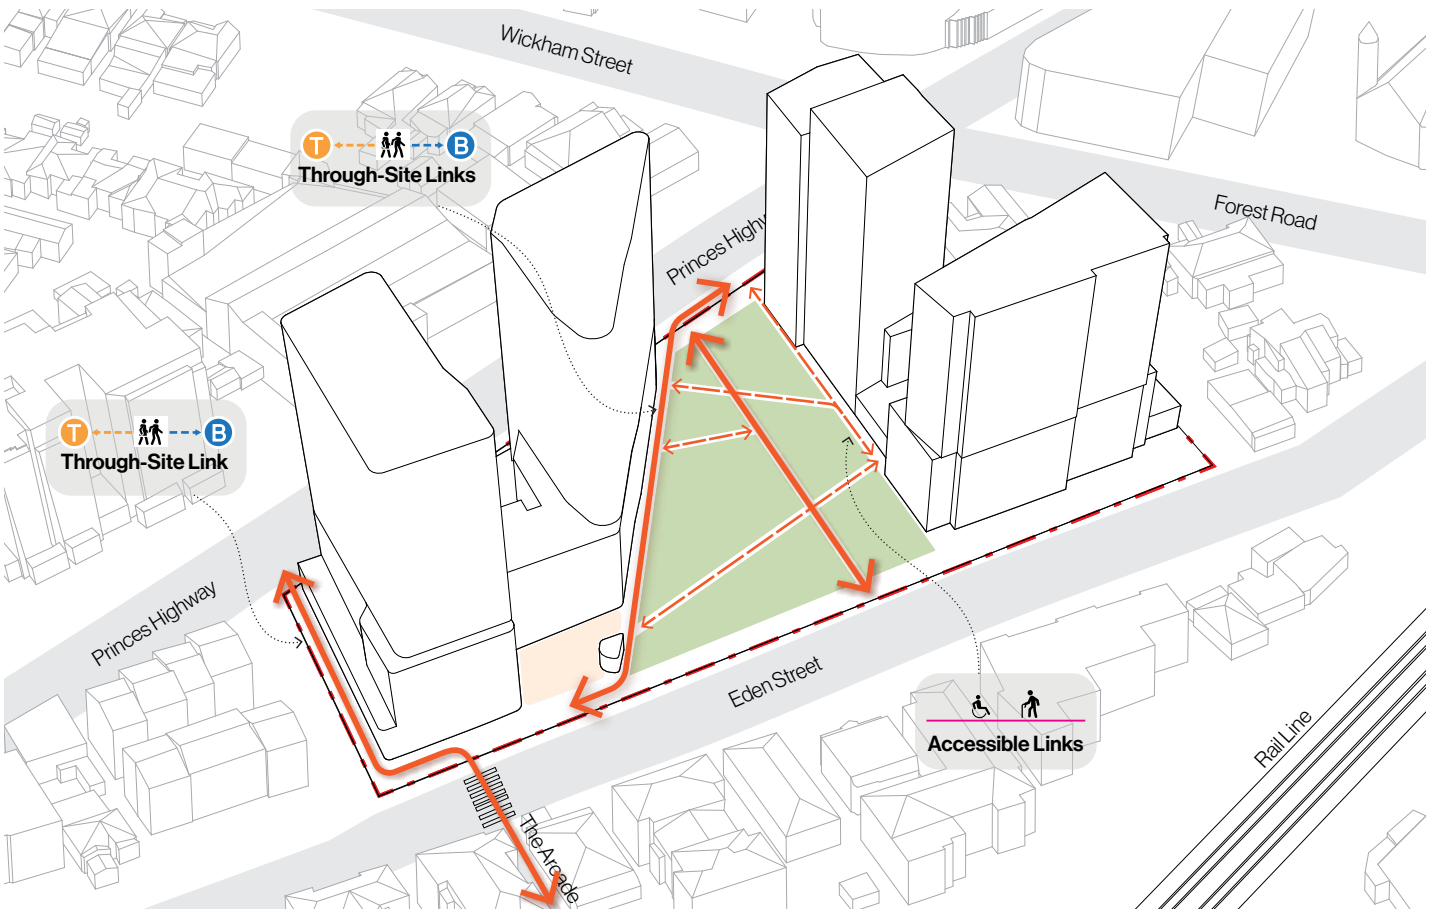 Wickham Street
T
B
Through-Site Links
Princes Highw
Forest Road
T
B
Through-Site Link
Princes Highway
Eden Street
Accessible Links
Rail Line
The Arcade